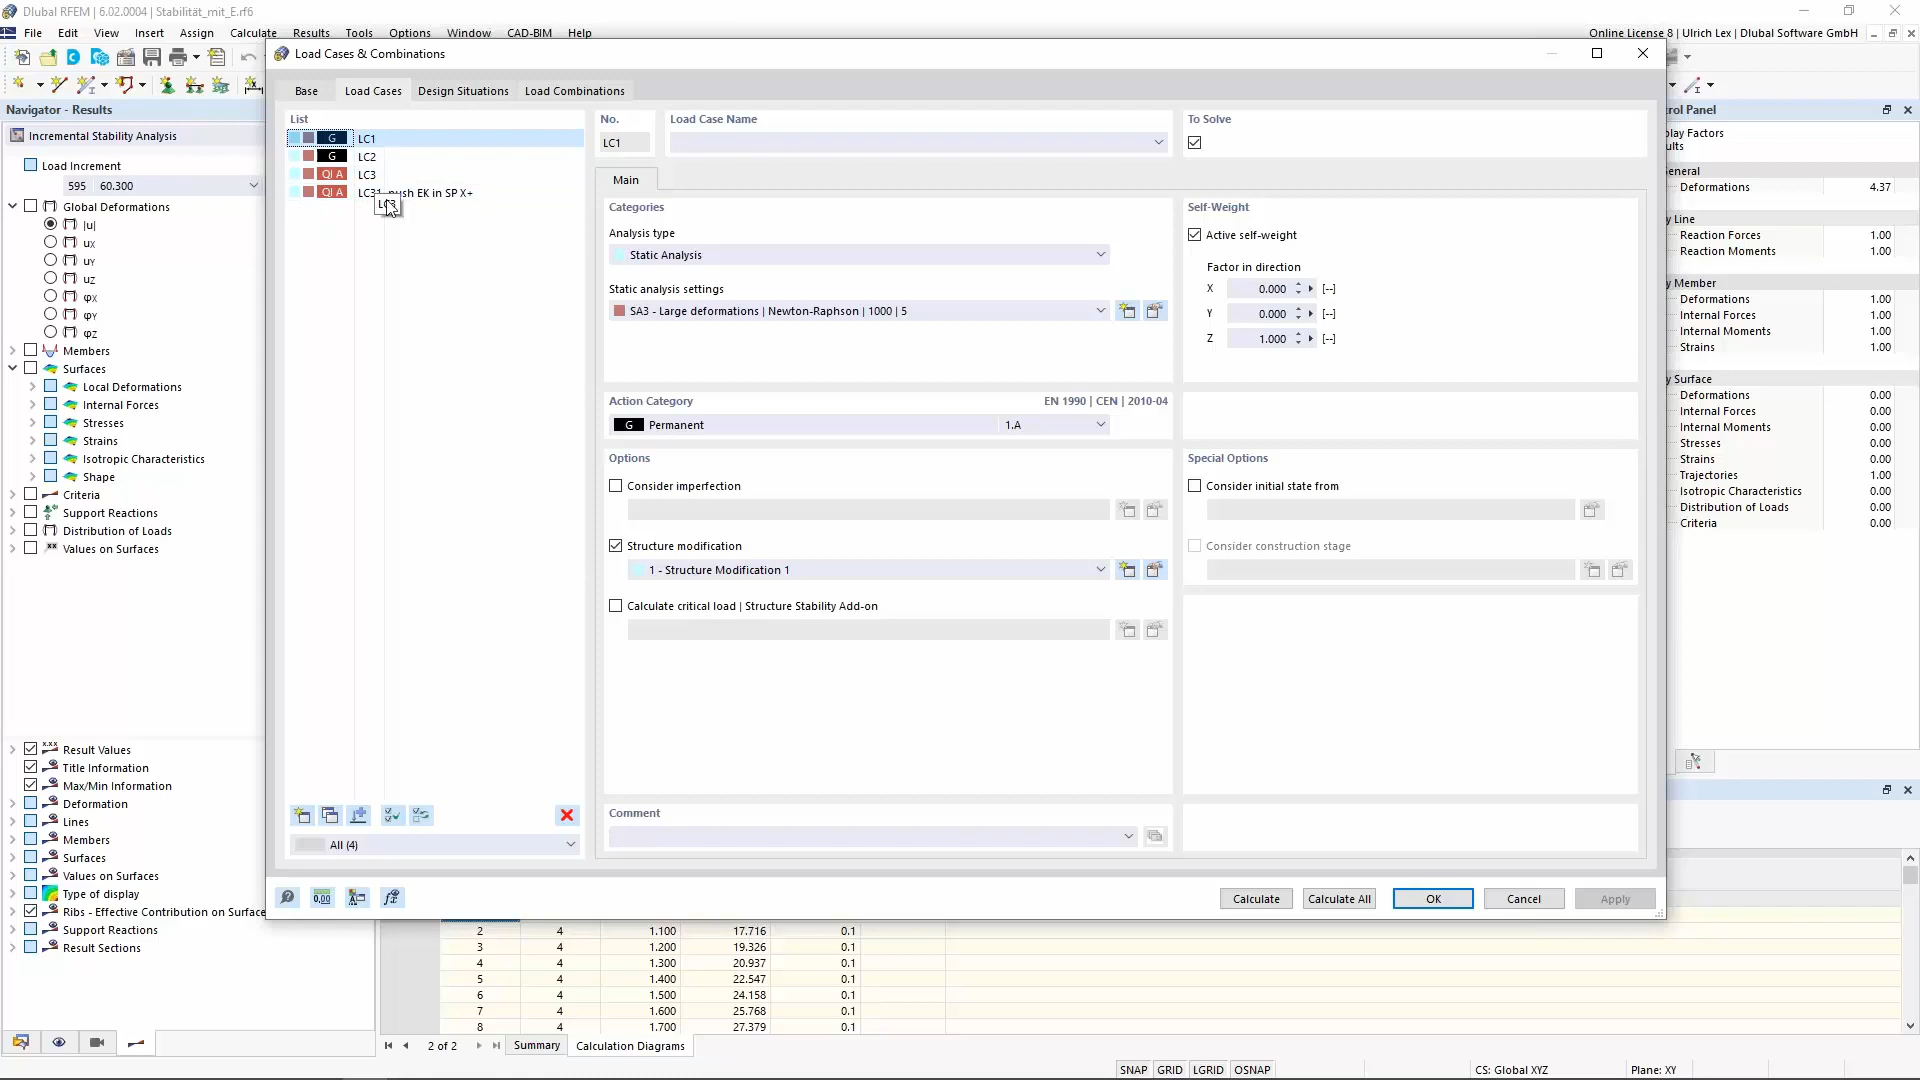 Dlubal RFEM | 6.02.0004 | Stabilität_mit_E.rf6
File Edit View Insert Assign Calculate Results Tools Options Window CAD-BIM Help
Online License 8 | Ulrich Lex | Dlubal Software GmbH
Navigator - Results
Incremental Stability Analysis
Load Increment
595 60.300
Global Deformations
|u|
uX
uY
uZ
φX
φY
φZ
Members
Surfaces
Local Deformations
Internal Forces
Stresses
Strains
Isotropic Characteristics
Shape
Criteria
Support Reactions
Distribution of Loads
Values on Surfaces
Result Values
Title Information
Max/Min Information
Deformation
Lines
Members
Surfaces
Values on Surfaces
Type of display
Ribs - Effective Contribution on Surface
Support Reactions
Result Sections
Load Cases & Combinations
Base Load Cases Design Situations Load Combinations
List
G LC1
G LC2
QI A LC3
QI A LC31 push EK in SP X+
All (4)
No.
LC1
Load Case Name
To Solve
Main
Categories
Analysis type
Static Analysis
Static analysis settings
SA3 - Large deformations | Newton-Raphson | 1000 | 5
Self-Weight
Active self-weight
Factor in direction
X 0.000 [--]
Y 0.000 [--]
Z 1.000 [--]
Action Category EN 1990 | CEN | 2010-04
G Permanent 1.A
Options
Consider imperfection
Structure modification
1 - Structure Modification 1
Calculate critical load | Structure Stability Add-on
Special Options
Consider initial state from
Consider construction stage
Comment
Calculate Calculate All OK Cancel Apply
trol Panel
play Factors
ults
eneral
Deformations 4.37
y Line
Reaction Forces 1.00
Reaction Moments 1.00
y Member
Deformations 1.00
Internal Forces 1.00
Internal Moments 1.00
Strains 1.00
y Surface
Deformations 0.00
Internal Forces 0.00
Internal Moments 0.00
Stresses 0.00
Strains 0.00
Trajectories 1.00
Isotropic Characteristics 0.00
Distribution of Loads 0.00
Criteria 0.00
2 4 1.100 17.716 0.1
3 4 1.200 19.326 0.1
4 4 1.300 20.937 0.1
5 4 1.400 22.547 0.1
6 4 1.500 24.158 0.1
7 4 1.600 25.768 0.1
8 4 1.700 27.379 0.1
2 of 2 Summary Calculation Diagrams
SNAP GRID LGRID OSNAP CS: Global XYZ Plane: XY